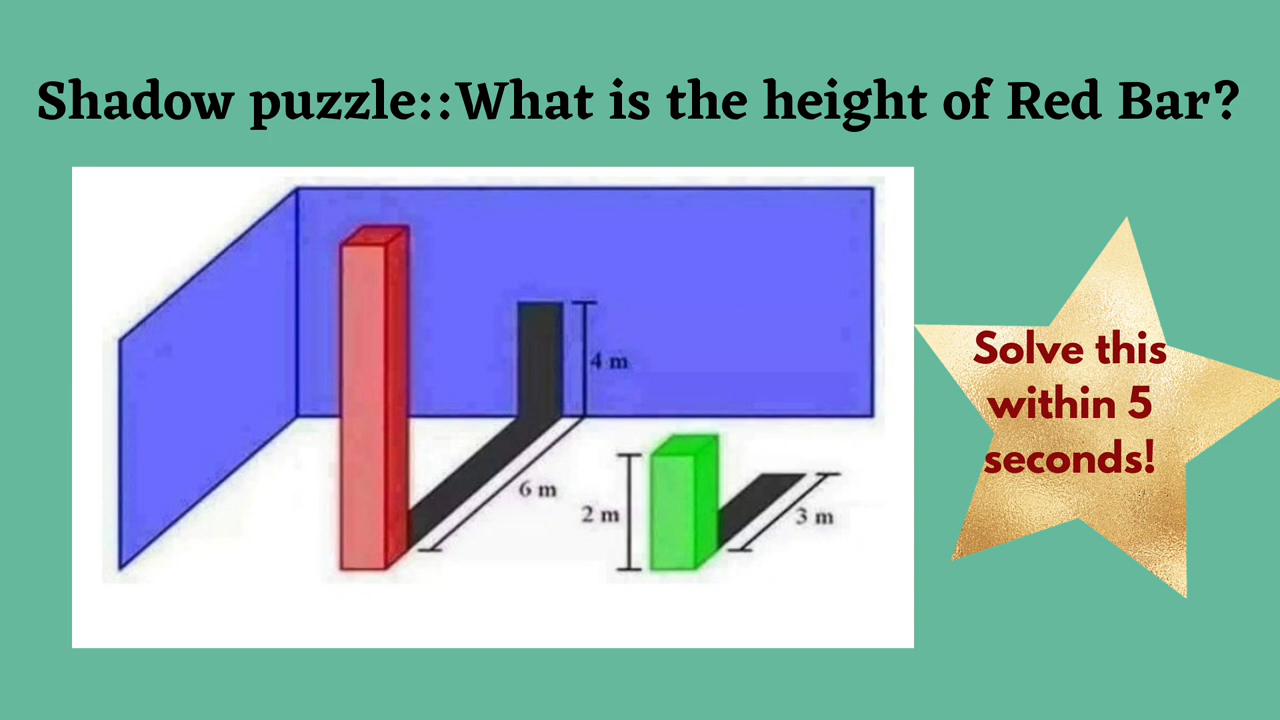 Shadow puzzle::What is the height of Red Bar?
4 m
6 m
2 m
3 m
Solve this
within 5
seconds!